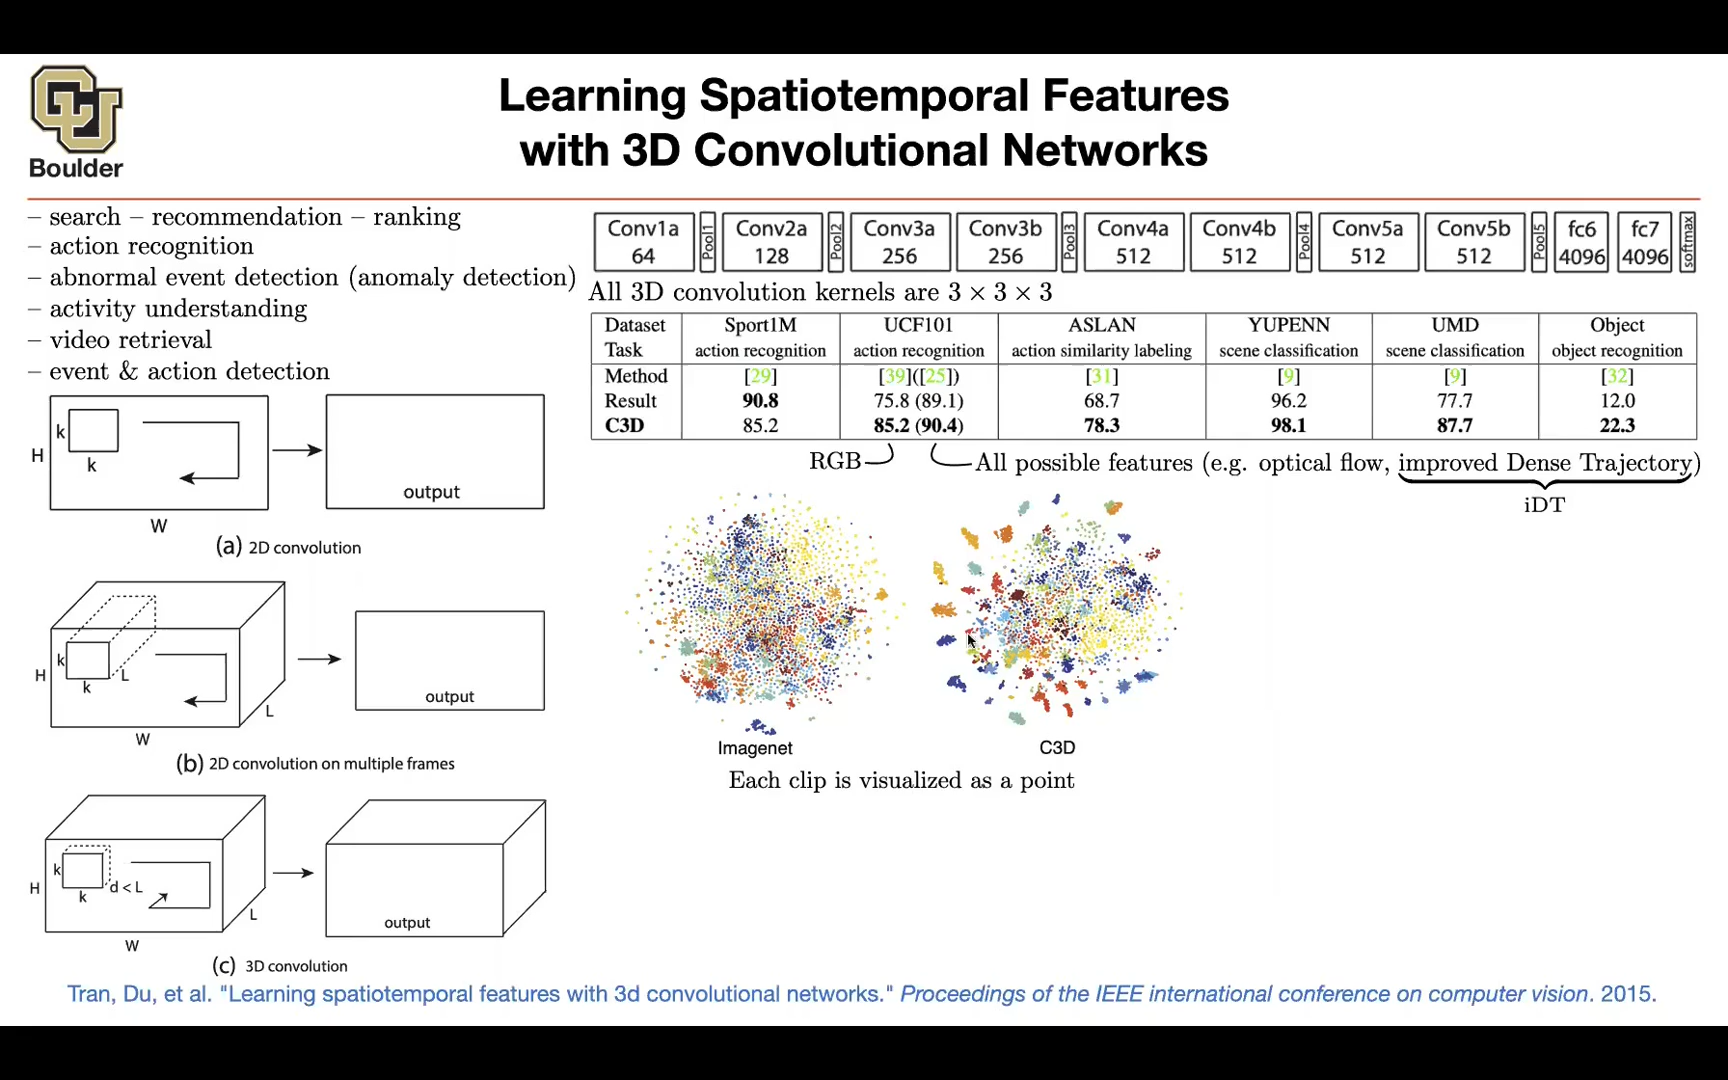 CU
Boulder
Learning Spatiotemporal Features
with 3D Convolutional Networks
– search – recommendation – ranking
– action recognition
– abnormal event detection (anomaly detection)
– activity understanding
– video retrieval
– event & action detection
k
k
H
W
output
(a) 2D convolution
k
k
L
H
W
L
output
(b) 2D convolution on multiple frames
k
k
d < L
H
W
L
output
(c) 3D convolution
Conv1a 64 Pool1 Conv2a 128 Pool2 Conv3a 256 Conv3b 256 Pool3 Conv4a 512 Conv4b 512 Pool4 Conv5a 512 Conv5b 512 Pool5 fc6 4096 fc7 4096 softmax
All 3D convolution kernels are 3 × 3 × 3
Dataset Sport1M UCF101 ASLAN YUPENN UMD Object
Task action recognition action recognition action similarity labeling scene classification scene classification object recognition
Method [29] [39]([25]) [31] [9] [9] [32]
Result 90.8 75.8 (89.1) 68.7 96.2 77.7 12.0
C3D 85.2 85.2 (90.4) 78.3 98.1 87.7 22.3
RGB All possible features (e.g. optical flow, improved Dense Trajectory)
iDT
Imagenet C3D
Each clip is visualized as a point
Tran, Du, et al. "Learning spatiotemporal features with 3d convolutional networks." Proceedings of the IEEE international conference on computer vision. 2015.